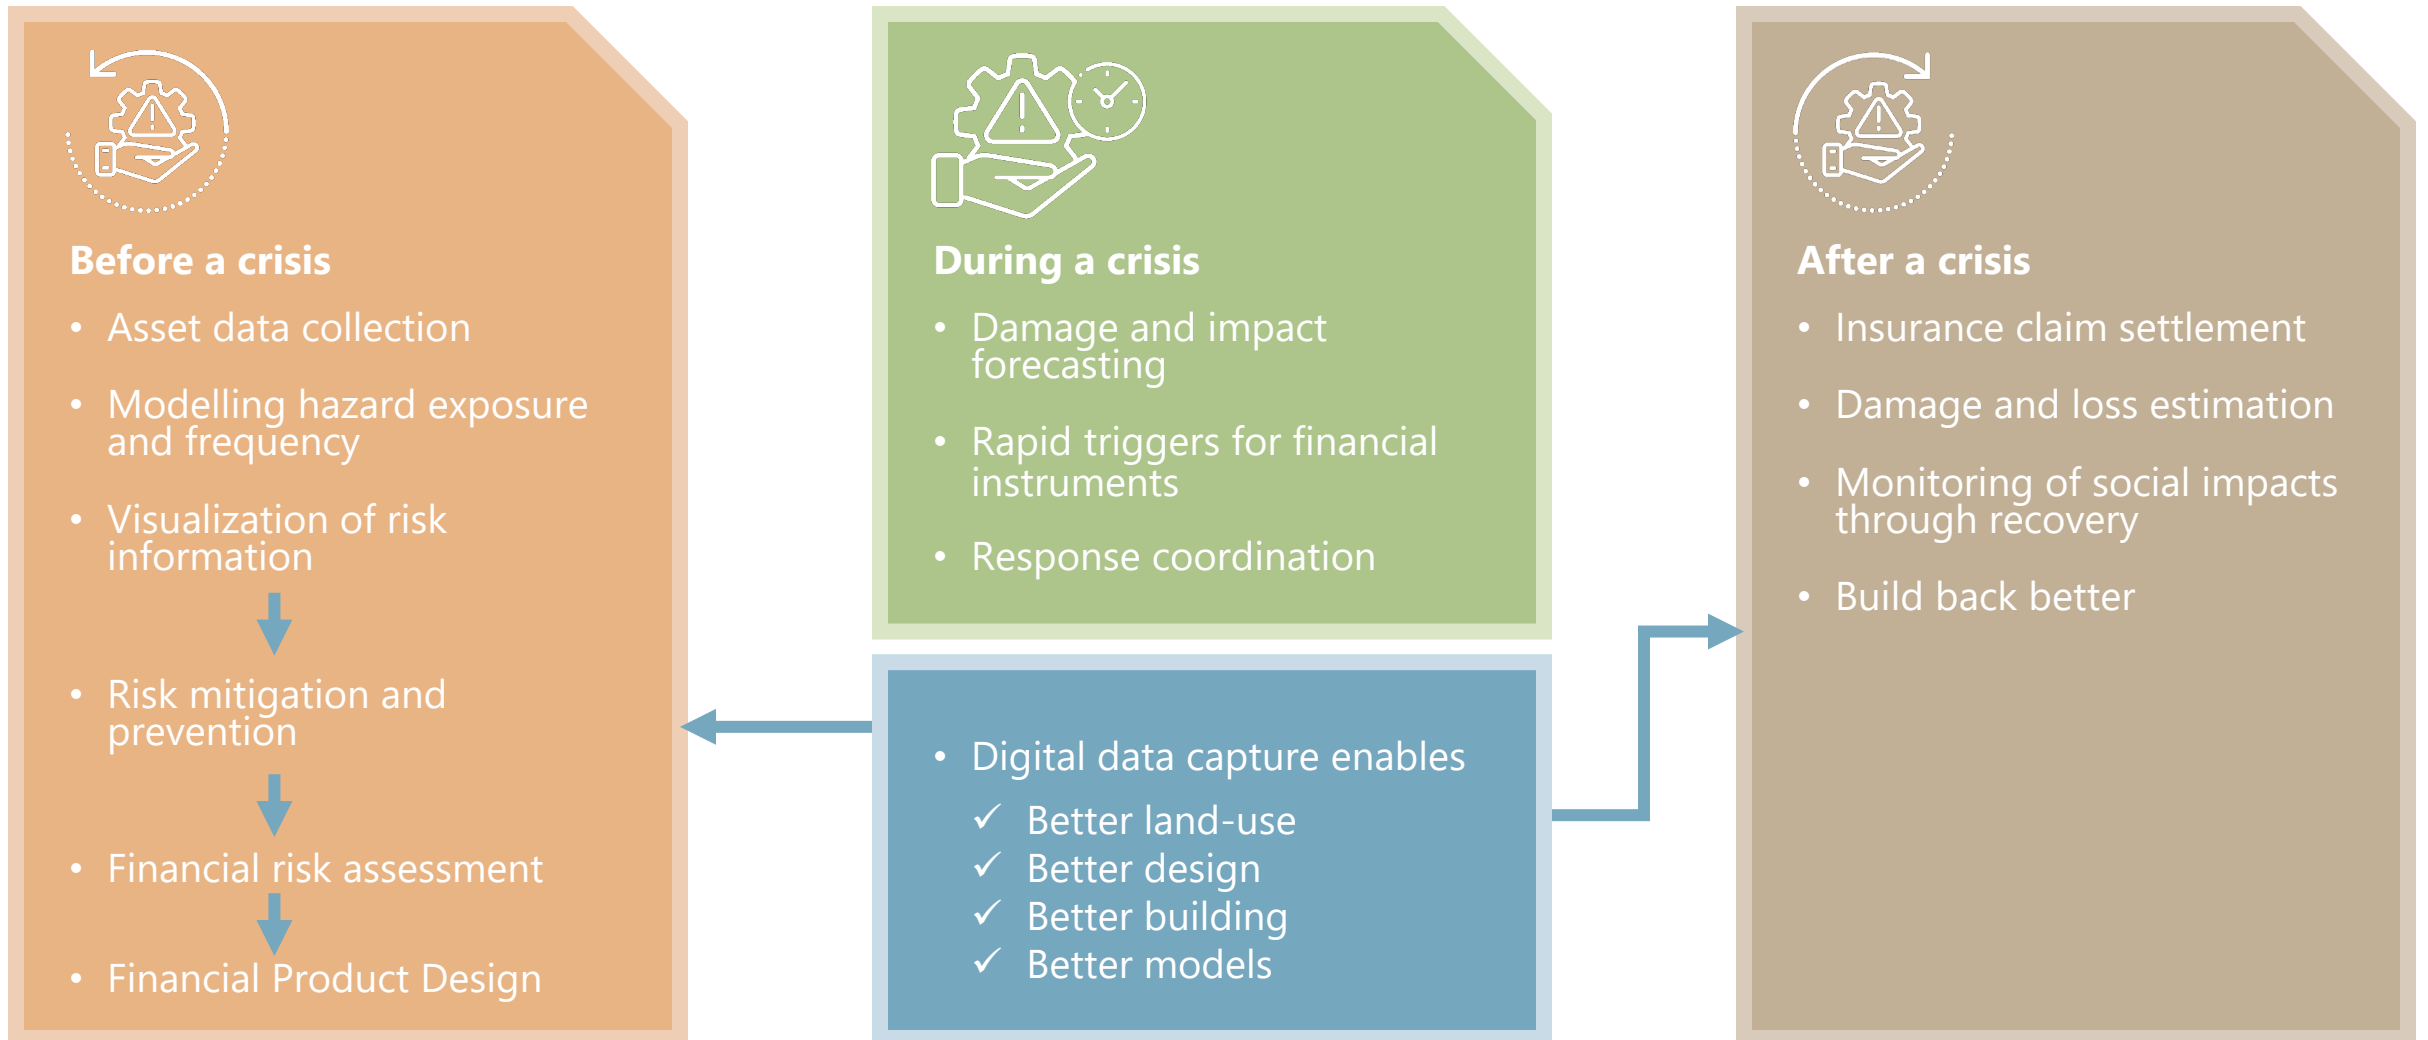 Before a crisis
• Asset data collection
• Modelling hazard exposure
and frequency
• Visualization of risk
information
• Risk mitigation and
prevention
• Financial risk assessment
• Financial Product Design
During a crisis
• Damage and impact
forecasting
• Rapid triggers for financial
instruments
• Response coordination
• Digital data capture enables
✓ Better land-use
✓ Better design
✓ Better building
✓ Better models
After a crisis
• Insurance claim settlement
• Damage and loss estimation
• Monitoring of social impacts
through recovery
• Build back better